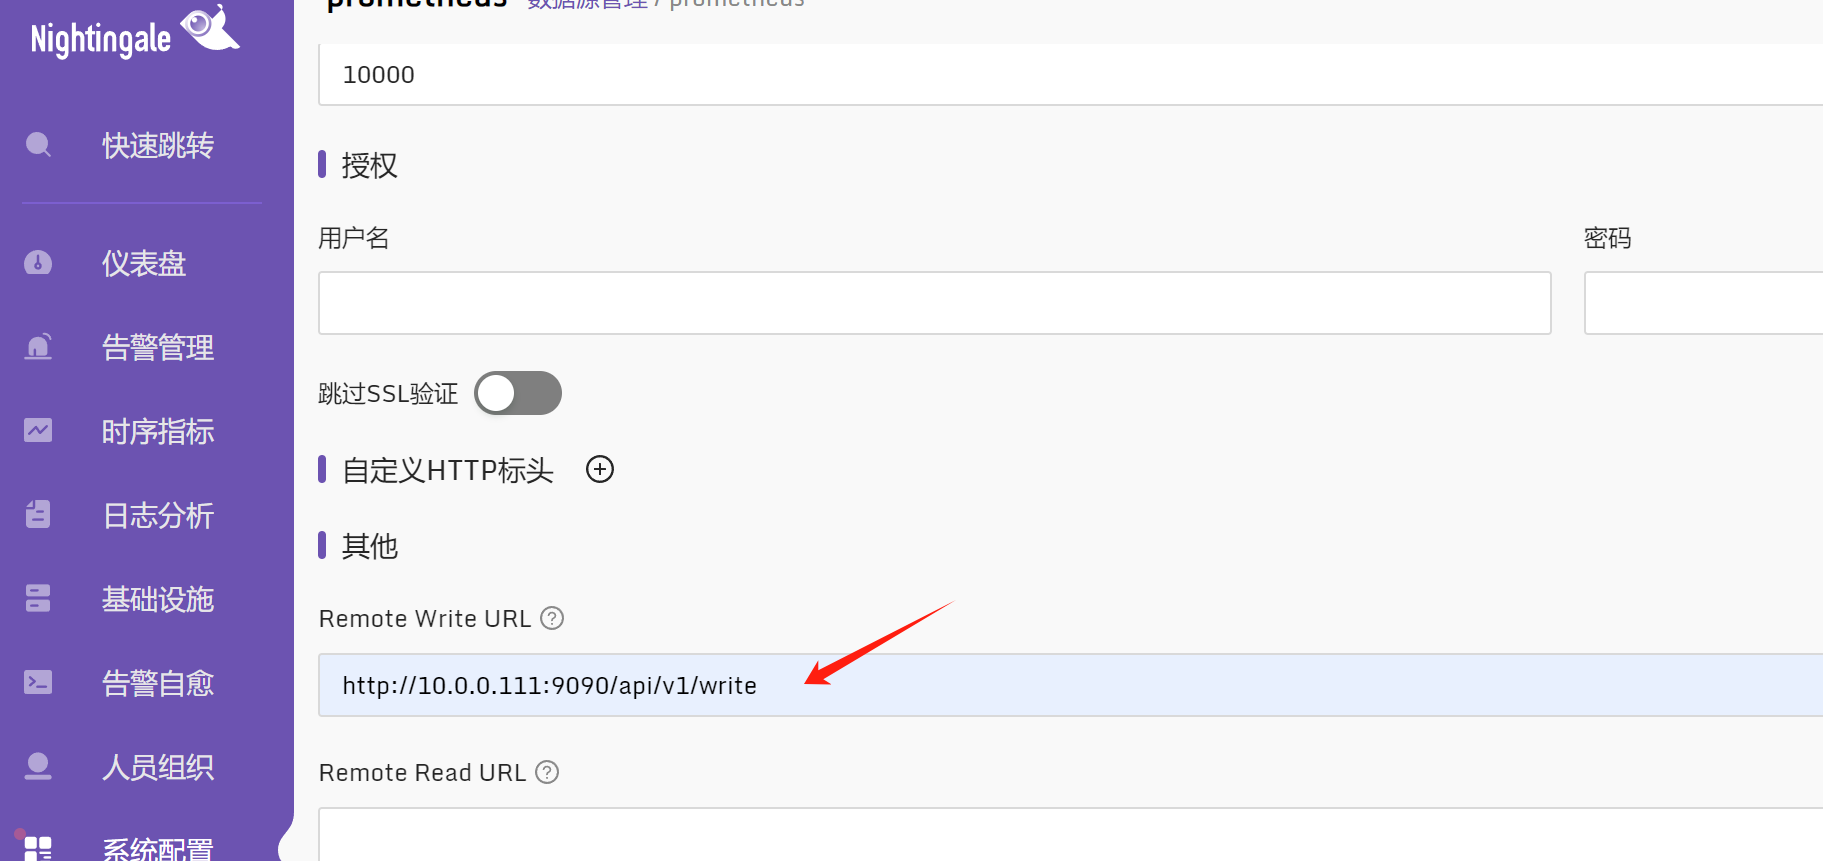 Nightingale
快速跳转
仪表盘
告警管理
时序指标
日志分析
基础设施
告警自愈
人员组织
系统配置
prometheus 数据源管理 / prometheus
10000
授权
用户名 密码
跳过SSL验证
自定义HTTP标头
其他
Remote Write URL
http://10.0.0.111:9090/api/v1/write
Remote Read URL